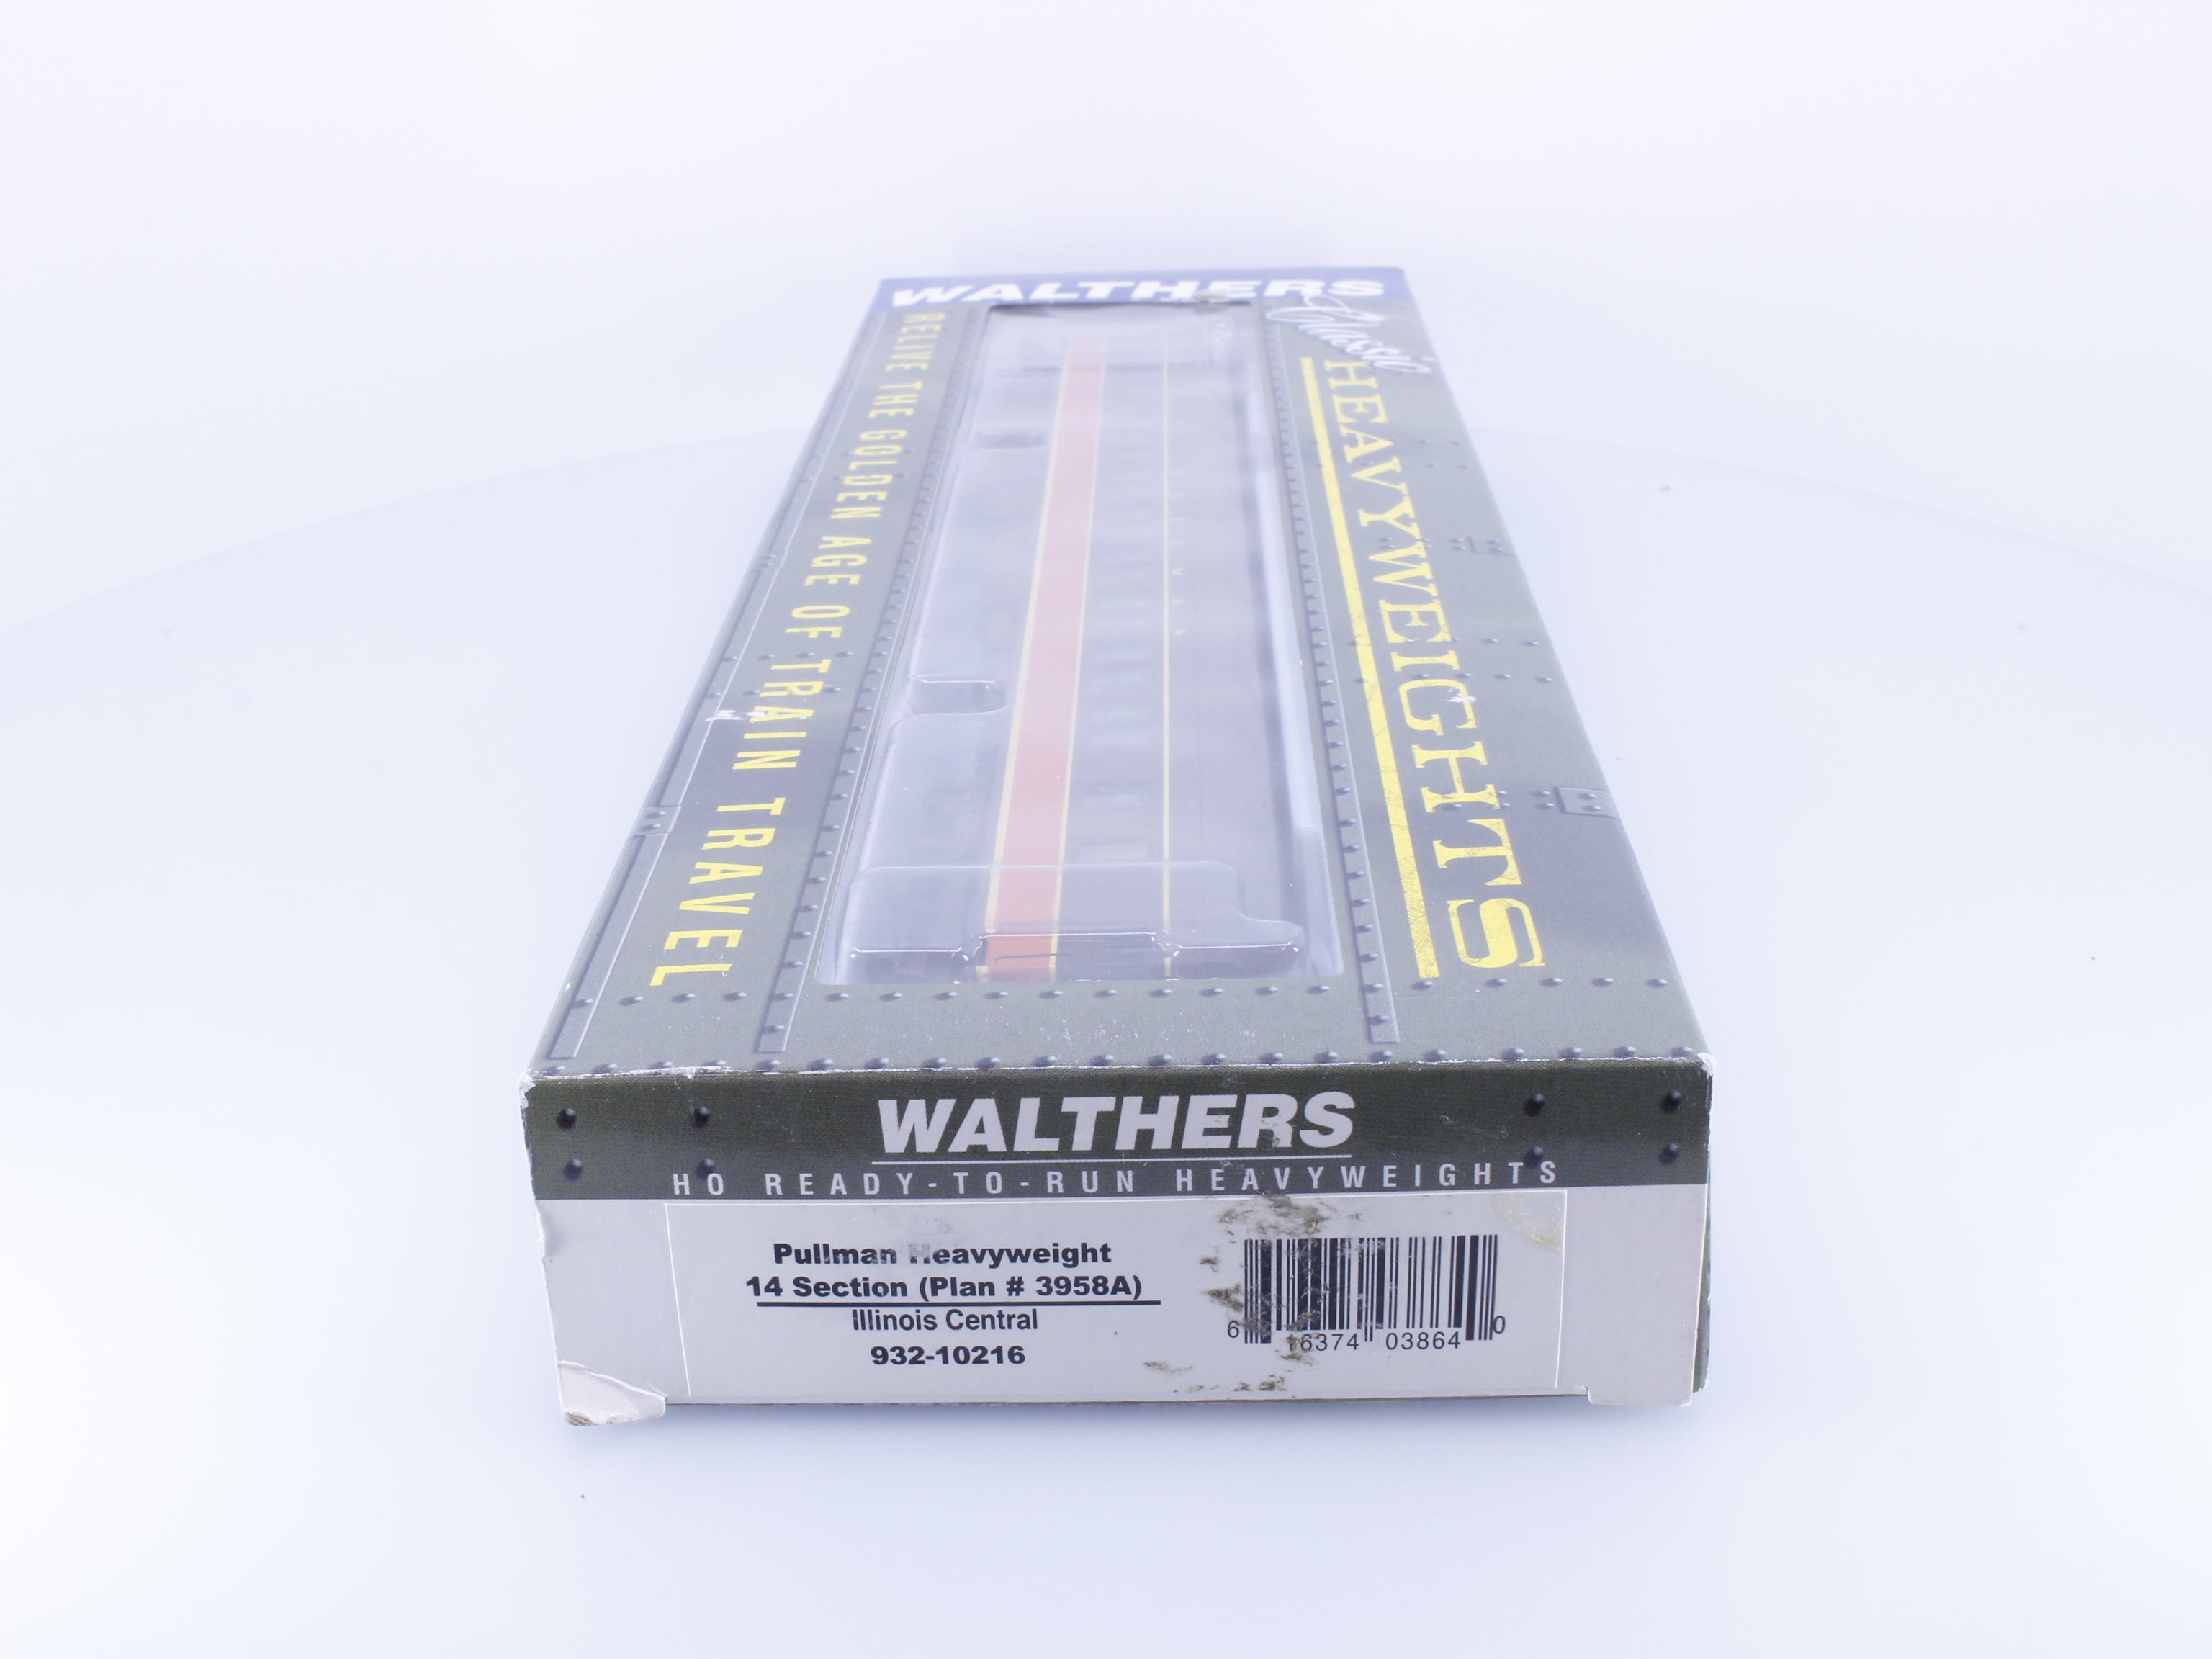 WALTHERS
Classic
HEAVYWEIGHTS
RELIVE THE GOLDEN AGE OF TRAIN TRAVEL
WALTHERS
HO READY-TO-RUN HEAVYWEIGHTS
Pullman Heavyweight
14 Section (Plan # 3958A)
Illinois Central
932-10216
6 16374 03864 0